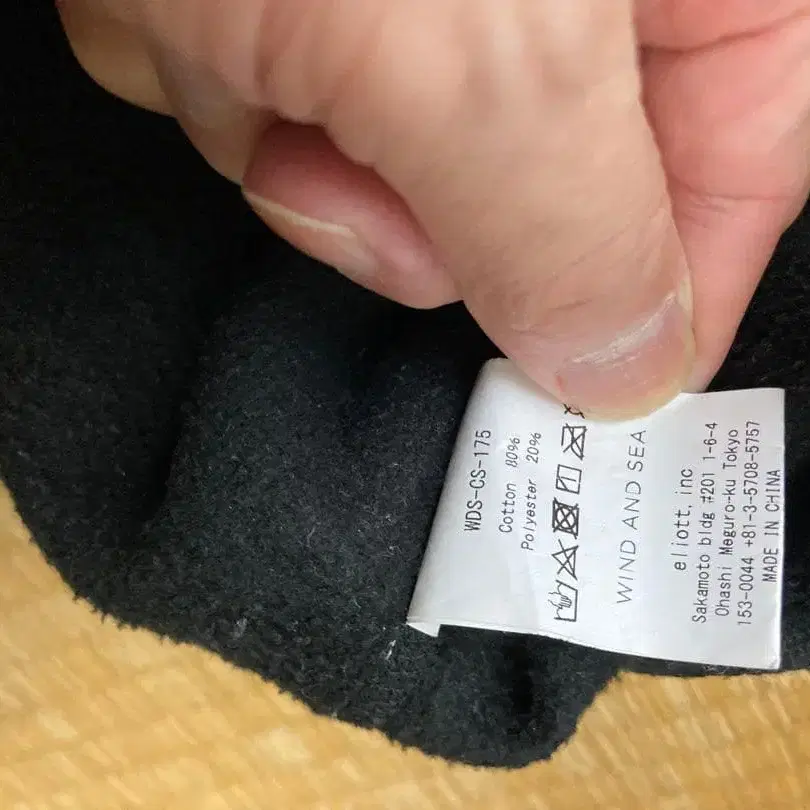 WDS-CS-175
Cotton 80%
Polyester 20%
WIND AND SEA
eliott.inc
Sakamoto bldg #201 1-6-4
Ohashi Meguro-ku Tokyo
153-0044 +81-3-5708-5757
MADE IN CHINA